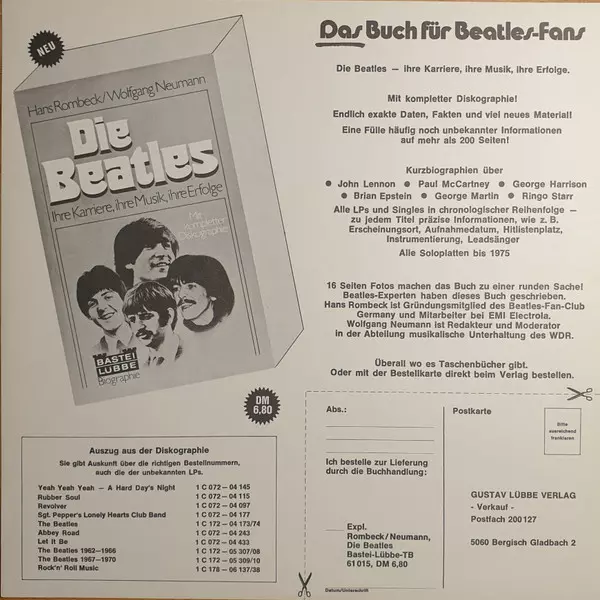 NEU
Hans Rombeck/Wolfgang Neumann
Die
Beatles
Ihre Karriere, ihre Musik, ihre Erfolge
Mit
kompletter
Diskographie
BASTEI
LÜBBE
Biographie
DM
6,80
Das Buch für Beatles-Fans
Die Beatles — ihre Karriere, ihre Musik, ihre Erfolge.
Mit kompletter Diskographie!
Endlich exakte Daten, Fakten und viel neues Material!
Eine Fülle häufig noch unbekannter Informationen
auf mehr als 200 Seiten!
Kurzbiographien über
● John Lennon ● Paul McCartney ● George Harrison
● Brian Epstein ● George Martin ● Ringo Starr
Alle LPs und Singles in chronologischer Reihenfolge —
zu jedem Titel präzise Informationen, wie z. B.
Erscheinungsort, Aufnahmedatum, Hitlistenplatz,
Instrumentierung, Leadsänger
Alle Soloplatten bis 1975
16 Seiten Fotos machen das Buch zu einer runden Sache!
Beatles-Experten haben dieses Buch geschrieben.
Hans Rombeck ist Gründungsmitglied des Beatles-Fan-Club
Germany und Mitarbeiter bei EMI Electrola.
Wolfgang Neumann ist Redakteur und Moderator
in der Abteilung musikalische Unterhaltung des WDR.
Überall wo es Taschenbücher gibt.
Oder mit der Bestellkarte direkt beim Verlag bestellen.
Auszug aus der Diskographie
Sie gibt Auskunft über die richtigen Bestellnummern,
auch die der unbekannten LPs.
Yeah Yeah Yeah — A Hard Day's Night 1 C 072 — 04 145
Rubber Soul 1 C 072 — 04 115
Revolver 1 C 072 — 04 097
Sgt. Pepper's Lonely Hearts Club Band 1 C 072 — 04 177
The Beatles 1 C 172 — 04 173/74
Abbey Road 1 C 072 — 04 243
Let it Be 1 C 072 — 04 433
The Beatles 1962—1966 1 C 172 — 05 307/08
The Beatles 1967—1970 1 C 172 — 05 309/10
Rock'n' Roll Music 1 C 178 — 06 137/38
Abs.:
Ich bestelle zur Lieferung
durch die Buchhandlung:
Expl.
Rombeck/Neumann,
Die Beatles
Bastei-Lübbe-TB
61 015, DM 6,80
Datum/Unterschrift
Postkarte
Bitte
ausreichend
frankieren
GUSTAV LÜBBE VERLAG
- Verkauf -
Postfach 200127
5060 Bergisch Gladbach 2